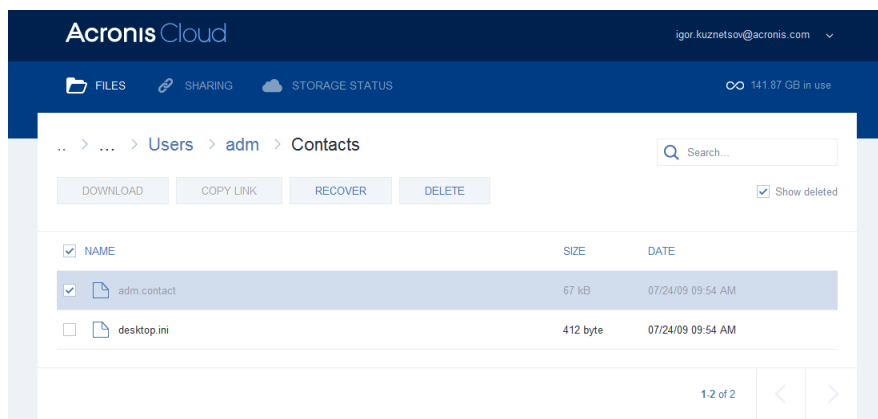 Acronis Cloud
igor.kuznetsov@acronis.com
FILES SHARING STORAGE STATUS 141.87 GB in use
.. > ... > Users > adm > Contacts
Search...
DOWNLOAD COPY LINK RECOVER DELETE
Show deleted
NAME SIZE DATE
adm.contact 67 kB 07/24/09 09:54 AM
desktop.ini 412 byte 07/24/09 09:54 AM
1-2 of 2